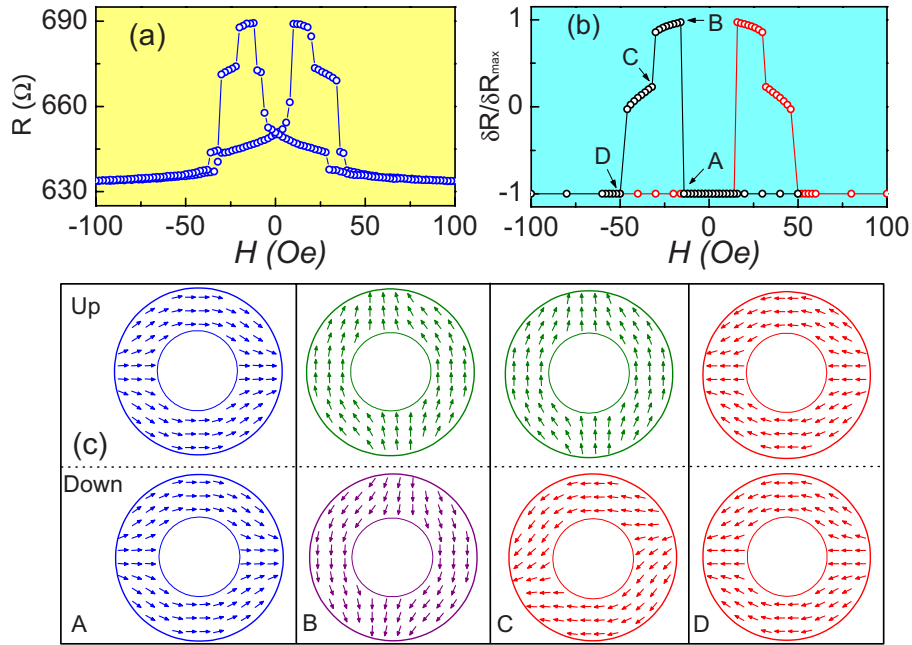 (a)
R (Ω)
690
660
630
-100 -50 0 50 100
H (Oe)
(b)
δR/δRmax
1
0
-1
B
C
D
A
-100 -50 0 50 100
H (Oe)
Up
(c)
Down
A
B
C
D